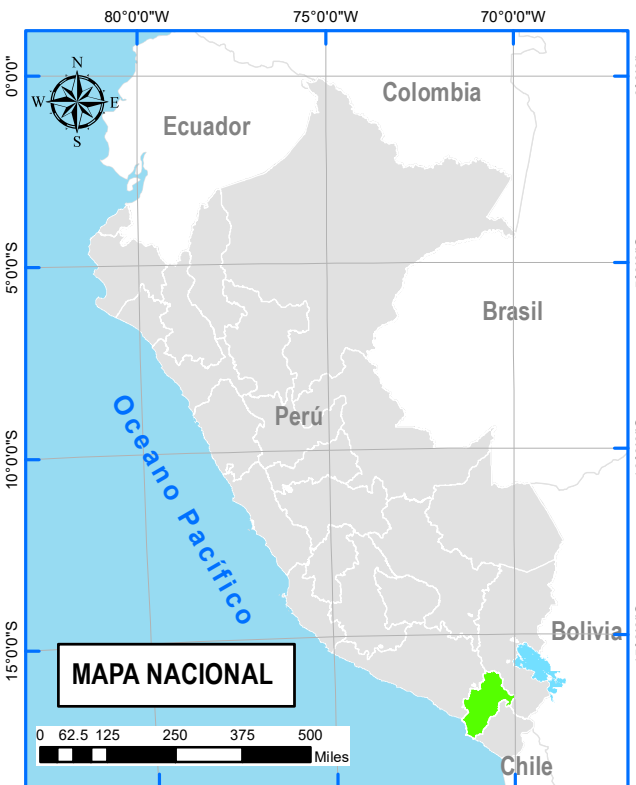 80°0'0"W 75°0'0"W 70°0'0"W
0°0'0"
N
W E
S
Colombia
Ecuador
5°0'0"S
Brasil
Perú
Oceano Pacífico
10°0'0"S
Bolivia
15°0'0"S
MAPA NACIONAL
0 62.5 125 250 375 500
Miles
Chile